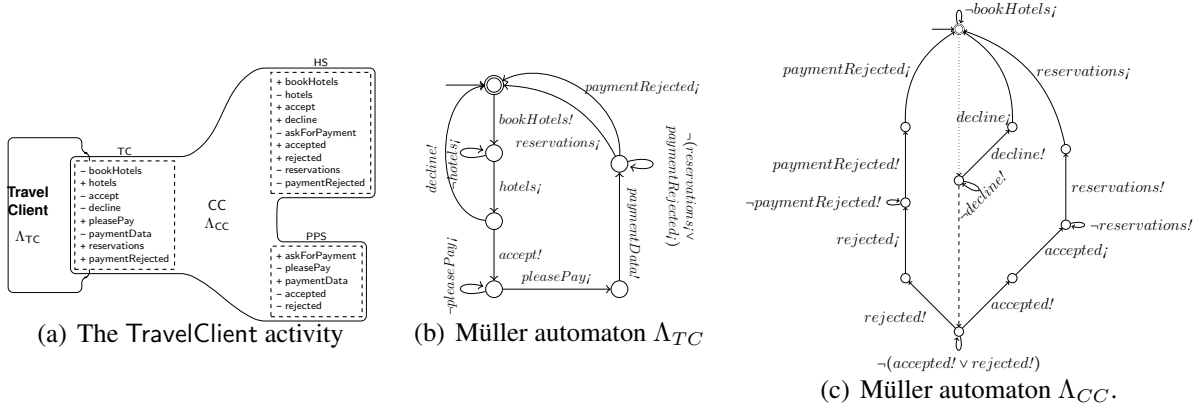 HS
+ bookHotels
− hotels
+ accept
+ decline
− askForPayment
+ accepted
+ rejected
− reservations
− paymentRejected
TC
− bookHotels
+ hotels
− accept
− decline
+ pleasePay
− paymentData
+ reservations
+ paymentRejected
Travel
Client
Λ_TC
CC
Λ_CC
PPS
+ askForPayment
− pleasePay
+ paymentData
− accepted
− rejected
(a) The TravelClient activity
paymentRejected¡
bookHotels!
reservations¡
decline!
¬hotels¡
hotels¡
¬(reservations¡∨
paymentRejected¡)
accept!
paymentData!
¬pleasePay¡
pleasePay¡
(b) Müller automaton Λ_TC
¬bookHotels¡
paymentRejected¡
reservations¡
decline¡
decline!
paymentRejected!
¬decline!
reservations!
¬paymentRejected!
¬reservations!
rejected¡
accepted¡
rejected!
accepted!
¬(accepted! ∨ rejected!)
(c) Müller automaton Λ_CC.